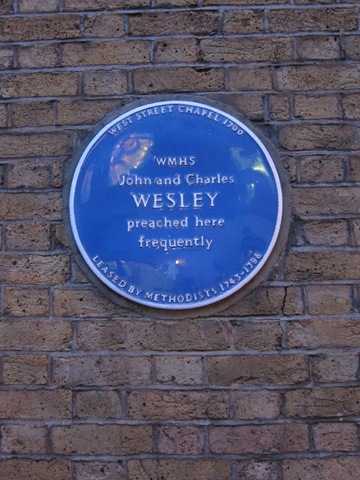 WEST STREET CHAPEL 1700
WMHS
John and Charles
WESLEY
preached here
frequently
LEASED BY METHODISTS 1743-1798